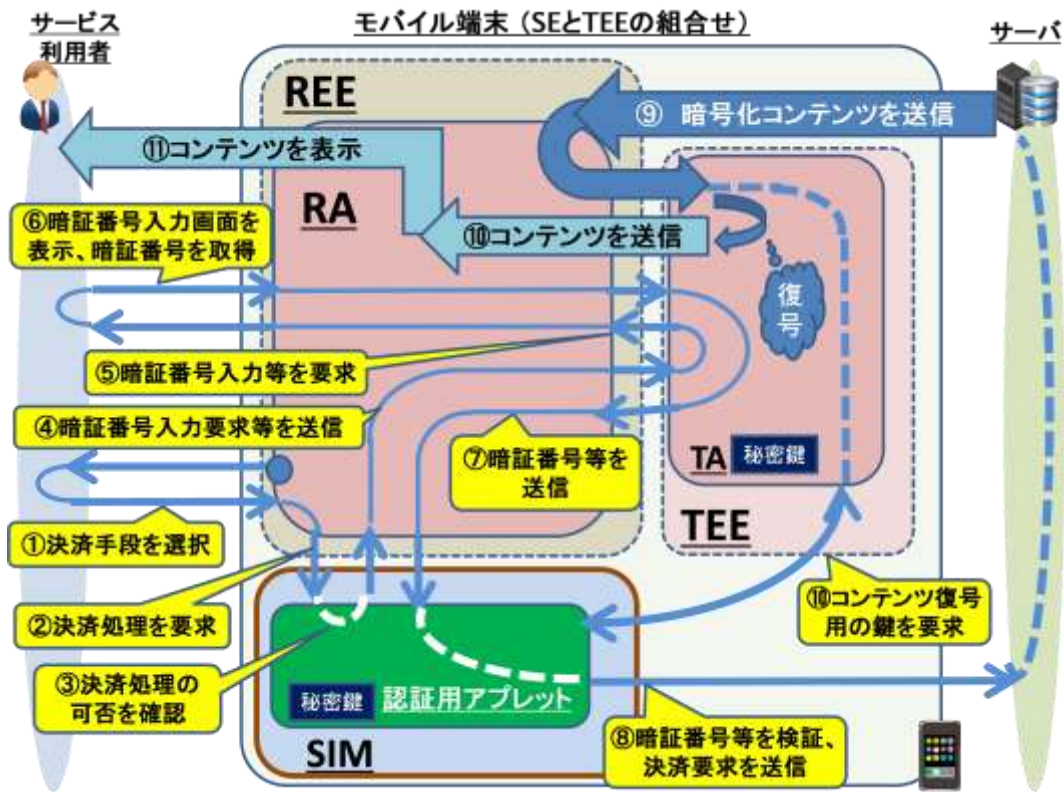 サービス
利用者
モバイル端末（SEとTEEの組合せ）
サーバ
REE
⑨ 暗号化コンテンツを送信
⑪コンテンツを表示
RA
⑩コンテンツを送信
⑥暗証番号入力画面を
表示、暗証番号を取得
復
号
⑤暗証番号入力等を要求
④暗証番号入力要求等を送信
⑦暗証番号等を
送信
TA 秘密鍵
TEE
①決済手段を選択
②決済処理を要求
⑩コンテンツ復号
用の鍵を要求
③決済処理の
可否を確認
秘密鍵 認証用アプレット
SIM
⑧暗証番号等を検証、
決済要求を送信